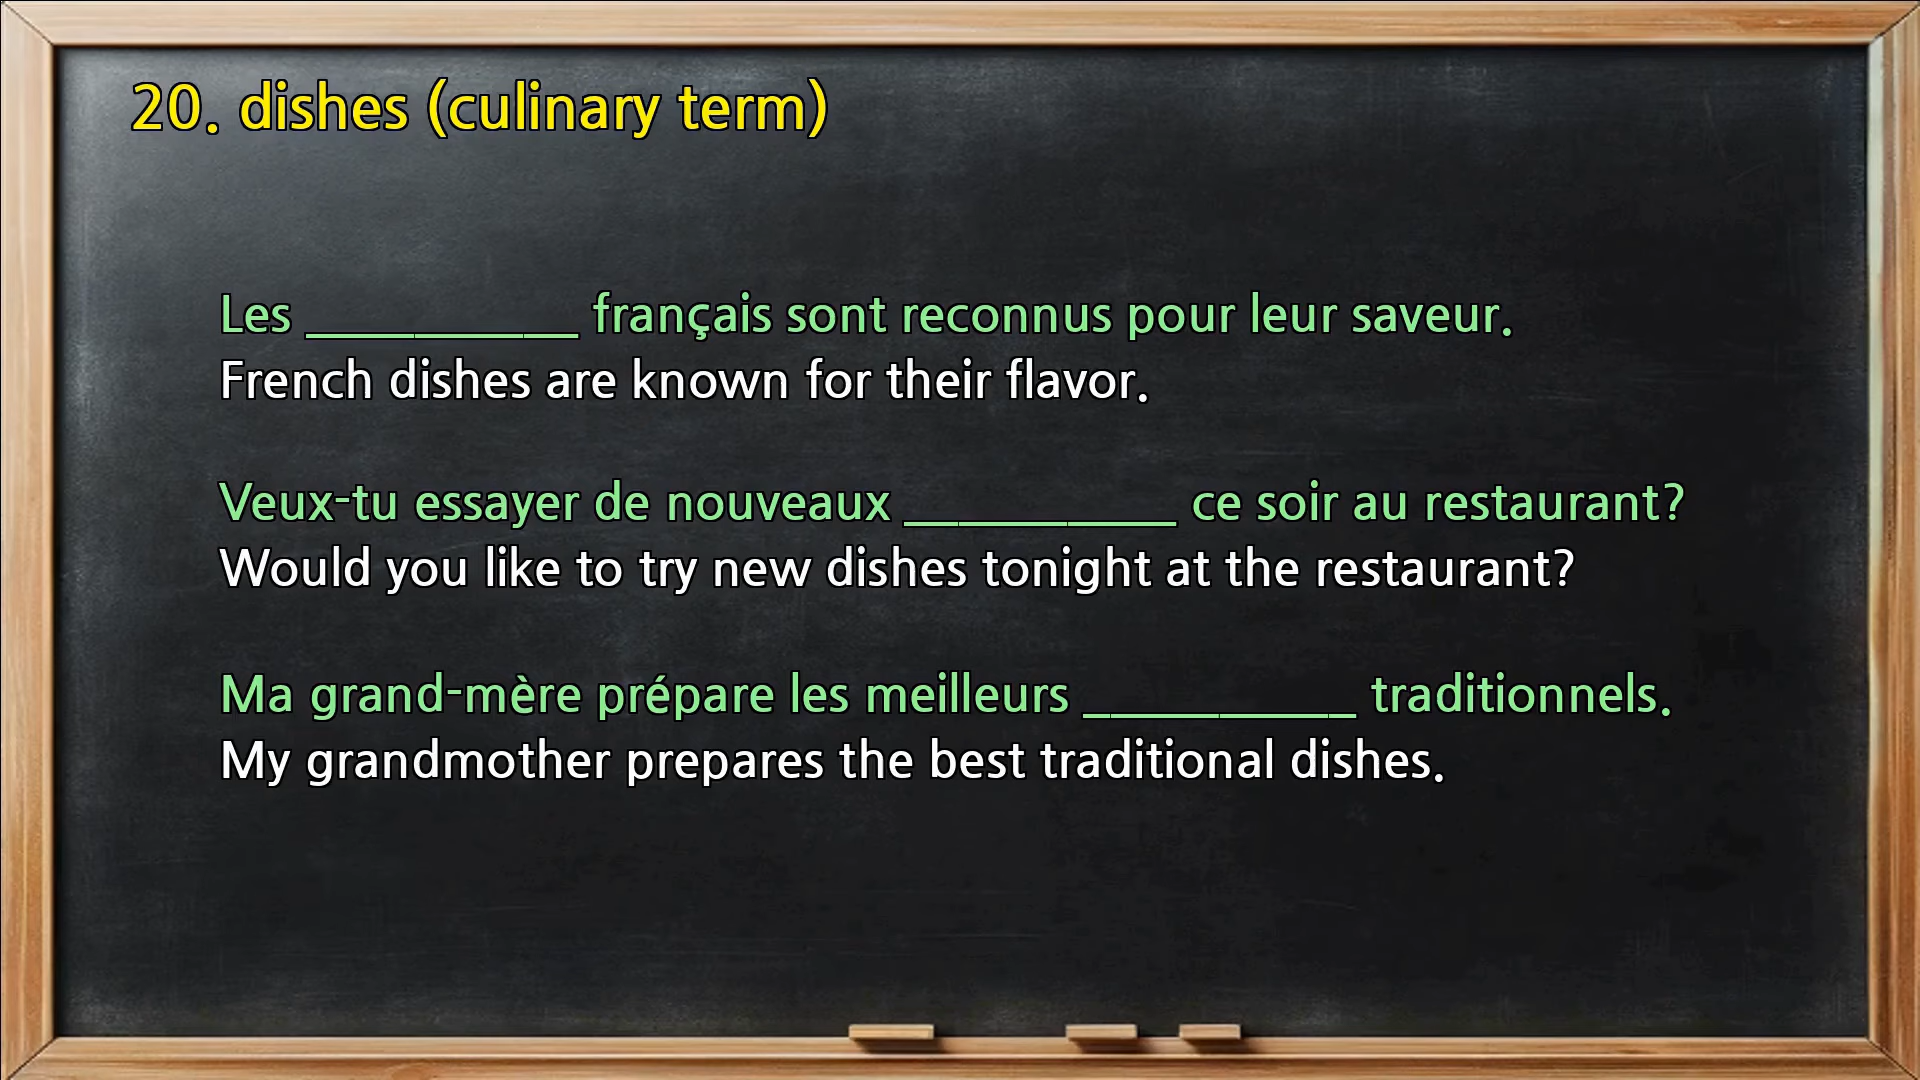 20. dishes (culinary term)
Les __________ français sont reconnus pour leur saveur.
French dishes are known for their flavor.
Veux-tu essayer de nouveaux __________ ce soir au restaurant?
Would you like to try new dishes tonight at the restaurant?
Ma grand-mère prépare les meilleurs __________ traditionnels.
My grandmother prepares the best traditional dishes.